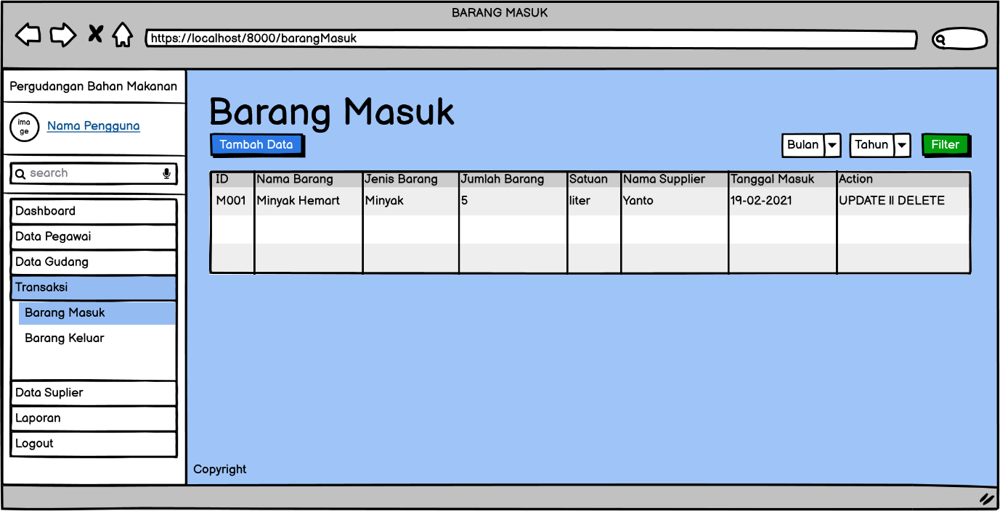 BARANG MASUK
https://localhost/8000/barangMasuk
Pergudangan Bahan Makanan
ima
ge
Nama Pengguna
search
Dashboard
Data Pegawai
Data Gudang
Transaksi
Barang Masuk
Barang Keluar
Data Suplier
Laporan
Logout
Barang Masuk
Tambah Data
Bulan
Tahun
Filter
ID Nama Barang Jenis Barang Jumlah Barang Satuan Nama Supplier Tanggal Masuk Action
M001 Minyak Hemart Minyak 5 liter Yanto 19-02-2021 UPDATE II DELETE
Copyright